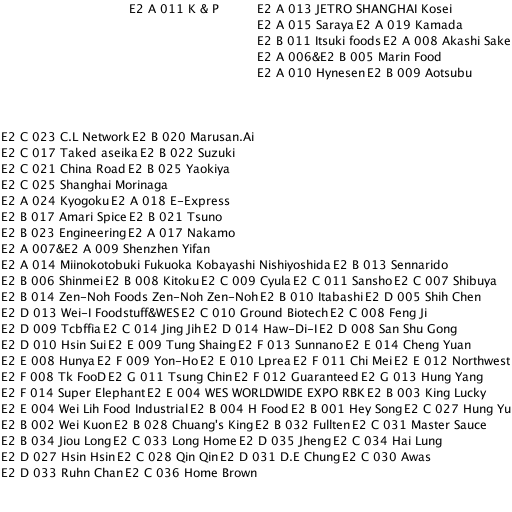 E2 A 011 K & P E2 A 013 JETRO SHANGHAI Kosei
E2 A 015 Saraya E2 A 019 Kamada
E2 B 011 Itsuki foods E2 A 008 Akashi Sake
E2 A 006&E2 B 005 Marin Food
E2 A 010 Hynesen E2 B 009 Aotsubu
E2 C 023 C.L Network E2 B 020 Marusan.Ai
E2 C 017 Taked aseika E2 B 022 Suzuki
E2 C 021 China Road E2 B 025 Yaokiya
E2 C 025 Shanghai Morinaga
E2 A 024 Kyogoku E2 A 018 E-Express
E2 B 017 Amari Spice E2 B 021 Tsuno
E2 B 023 Engineering E2 A 017 Nakamo
E2 A 007&E2 A 009 Shenzhen Yifan
E2 A 014 Miinokotobuki Fukuoka Kobayashi Nishiyoshida E2 B 013 Sennarido
E2 B 006 Shinmei E2 B 008 Kitoku E2 C 009 Cyula E2 C 011 Sansho E2 C 007 Shibuya
E2 B 014 Zen-Noh Foods Zen-Noh Zen-Noh E2 B 010 Itabashi E2 D 005 Shih Chen
E2 D 013 Wei-I Foodstuff&WES E2 C 010 Ground Biotech E2 C 008 Feng Ji
E2 D 009 Tcbffia E2 C 014 Jing Jih E2 D 014 Haw-Di-I E2 D 008 San Shu Gong
E2 D 010 Hsin Sui E2 E 009 Tung Shaing E2 F 013 Sunnano E2 E 014 Cheng Yuan
E2 E 008 Hunya E2 F 009 Yon-Ho E2 E 010 Lprea E2 F 011 Chi Mei E2 E 012 Northwest
E2 F 008 Tk FooD E2 G 011 Tsung Chin E2 F 012 Guaranteed E2 G 013 Hung Yang
E2 F 014 Super Elephant E2 E 004 WES WORLDWIDE EXPO RBK E2 B 003 King Lucky
E2 E 004 Wei Lih Food Industrial E2 B 004 H Food E2 B 001 Hey Song E2 C 027 Hung Yu
E2 B 002 Wei Kuon E2 B 028 Chuang's King E2 B 032 Fullten E2 C 031 Master Sauce
E2 B 034 Jiou Long E2 C 033 Long Home E2 D 035 Jheng E2 C 034 Hai Lung
E2 D 027 Hsin Hsin E2 C 028 Qin Qin E2 D 031 D.E Chung E2 C 030 Awas
E2 D 033 Ruhn Chan E2 C 036 Home Brown